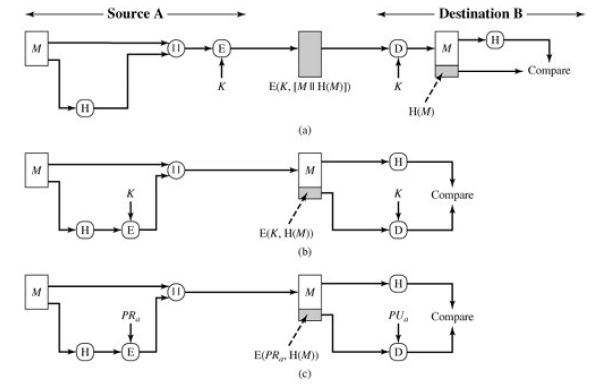 Source A Destination B
M || E D M H
K E(K, [M || H(M)]) K Compare
H H(M)
(a)
M || M H
K K Compare
H E E(K, H(M)) D
(b)
M || M H
PRa PUa Compare
H E E(PRa, H(M)) D
(c)